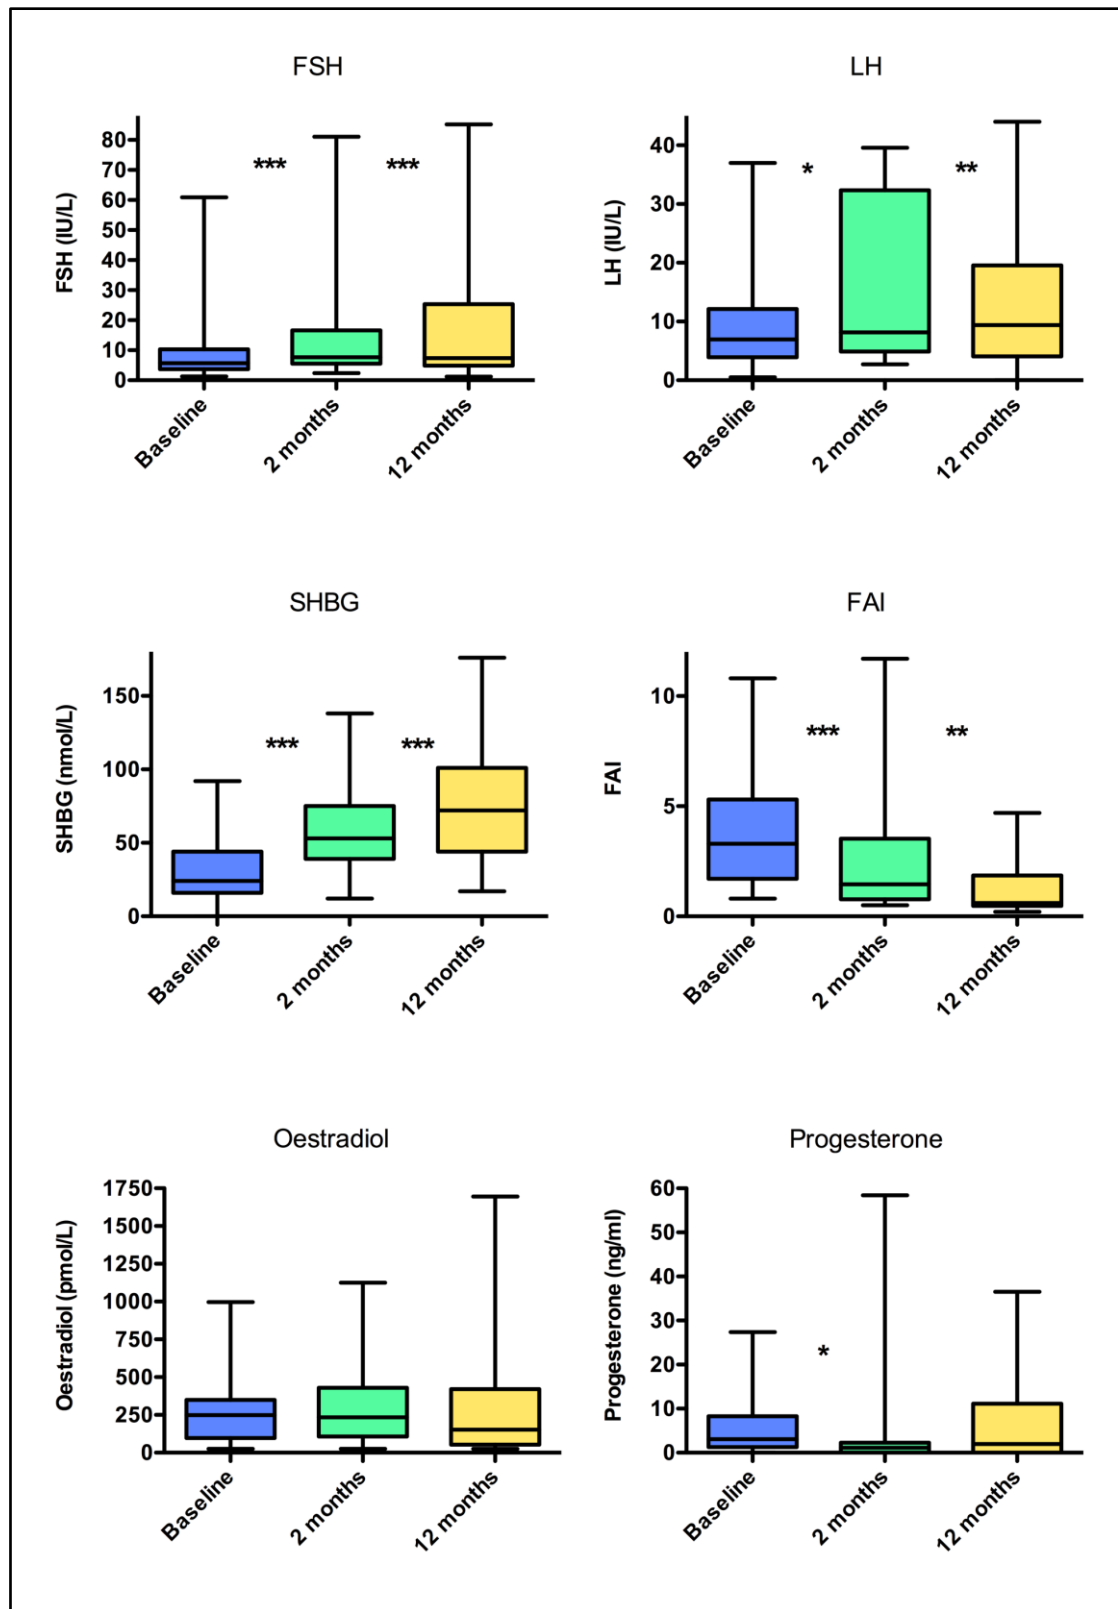 FSH
FSH (IU/L)
80
70
60
50
40
30
20
10
0
*** ***
Baseline
2 months
12 months
LH
LH (IU/L)
40
30
20
10
0
* **
Baseline
2 months
12 months
SHBG
SHBG (nmol/L)
150
100
50
0
*** ***
Baseline
2 months
12 months
FAI
FAI
10
5
0
*** **
Baseline
2 months
12 months
Oestradiol
Oestradiol (pmol/L)
1750
1500
1250
1000
750
500
250
0
Baseline
2 months
12 months
Progesterone
Progesterone (ng/ml)
60
50
40
30
20
10
0
*
Baseline
2 months
12 months